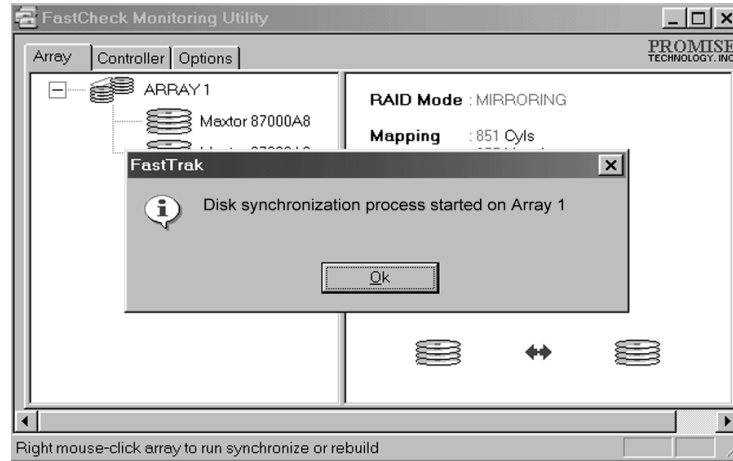 FastCheck Monitoring Utility
Array Controller Options
PROMISE
TECHNOLOGY, INC
ARRAY 1
Maxtor 87000A8
RAID Mode : MIRRORING
Mapping : 851 Cyls
FastTrak
Disk synchronization process started on Array 1
Ok
Right mouse-click array to run synchronize or rebuild